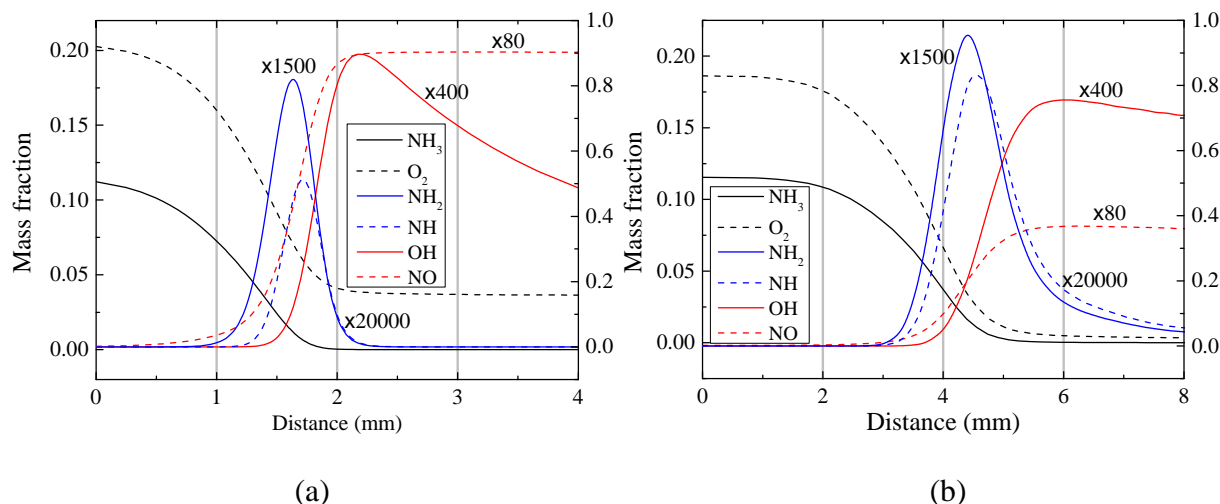 0.20
0.15
0.10
0.05
0.00
Mass fraction
1.0
0.8
0.6
0.4
0.2
0.0
x1500
x80
x400
x20000
NH3
O2
NH2
NH
OH
NO
0 1 2 3 4
Distance (mm)
(a)
0.20
0.15
0.10
0.05
0.00
Mass fraction
1.0
0.8
0.6
0.4
0.2
0.0
x1500
x400
x80
x20000
NH3
O2
NH2
NH
OH
NO
0 2 4 6 8
Distance (mm)
(b)